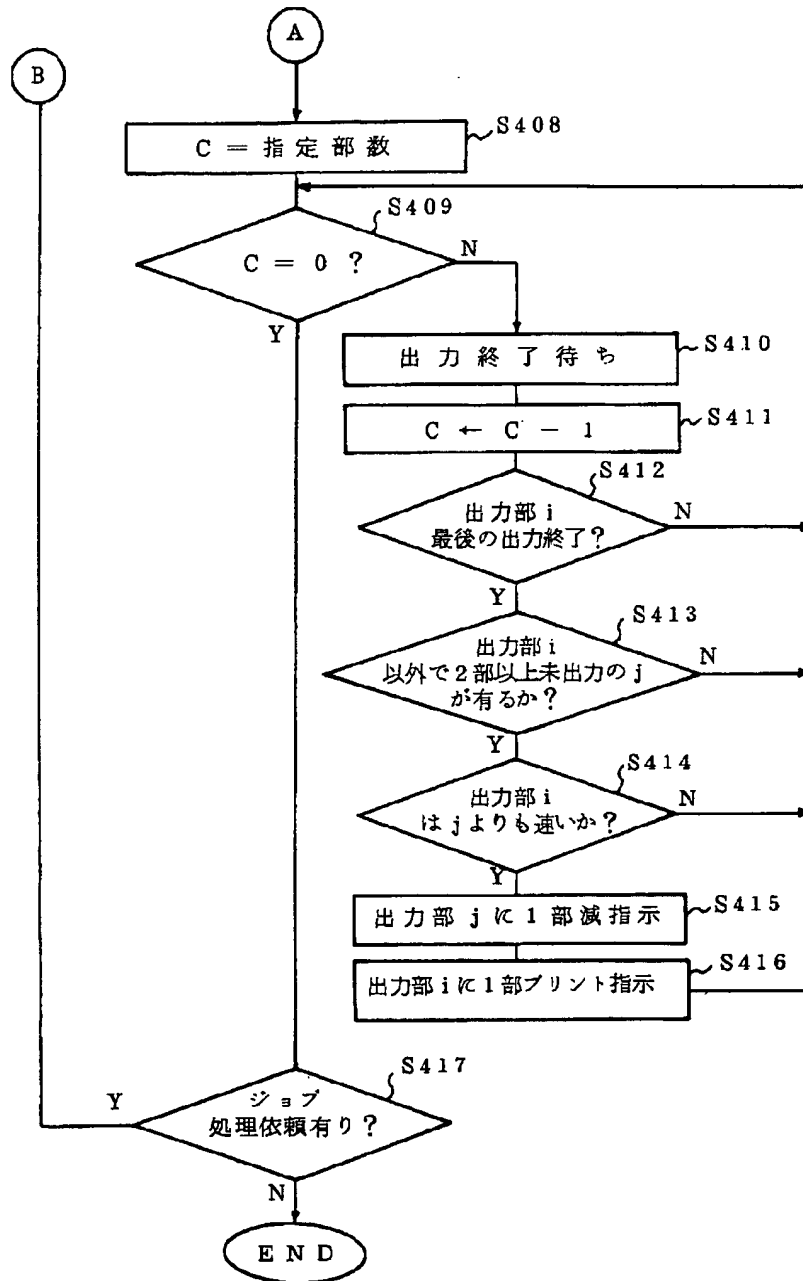 A
B
C = 指定部数
S408
S409
C = 0 ?
N
Y
出力終了待ち
S410
C ← C - 1
S411
S412
出力部 i
最後の出力終了?
N
Y
S413
出力部 i
以外で2部以上未出力の j
が有るか?
N
Y
S414
出力部 i
は j よりも速いか?
N
Y
出力部 j に1部減指示
S415
出力部 i に1部プリント指示
S416
S417
ジョブ
処理依頼有り?
Y
N
END